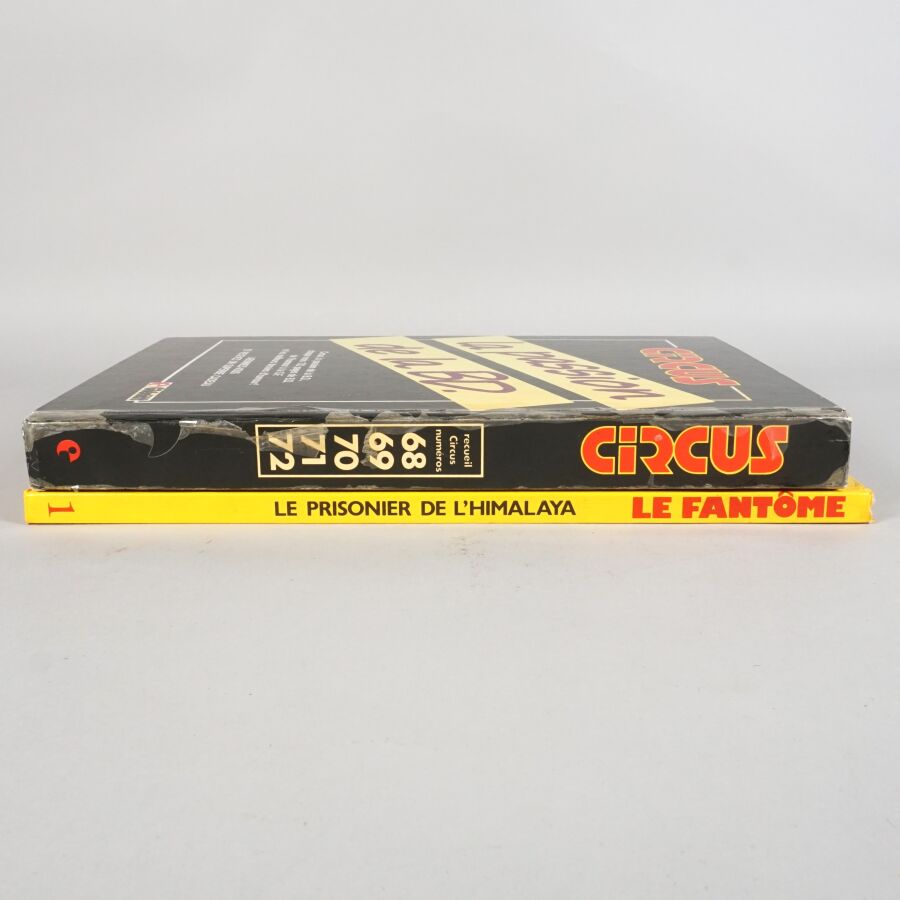 CIRCUS
la passion
de la BD.
CIRCUS
recueil
Circus
numéros
68
69
70
71
72
LE FANTÔME
LE PRISONIER DE L'HIMALAYA
1